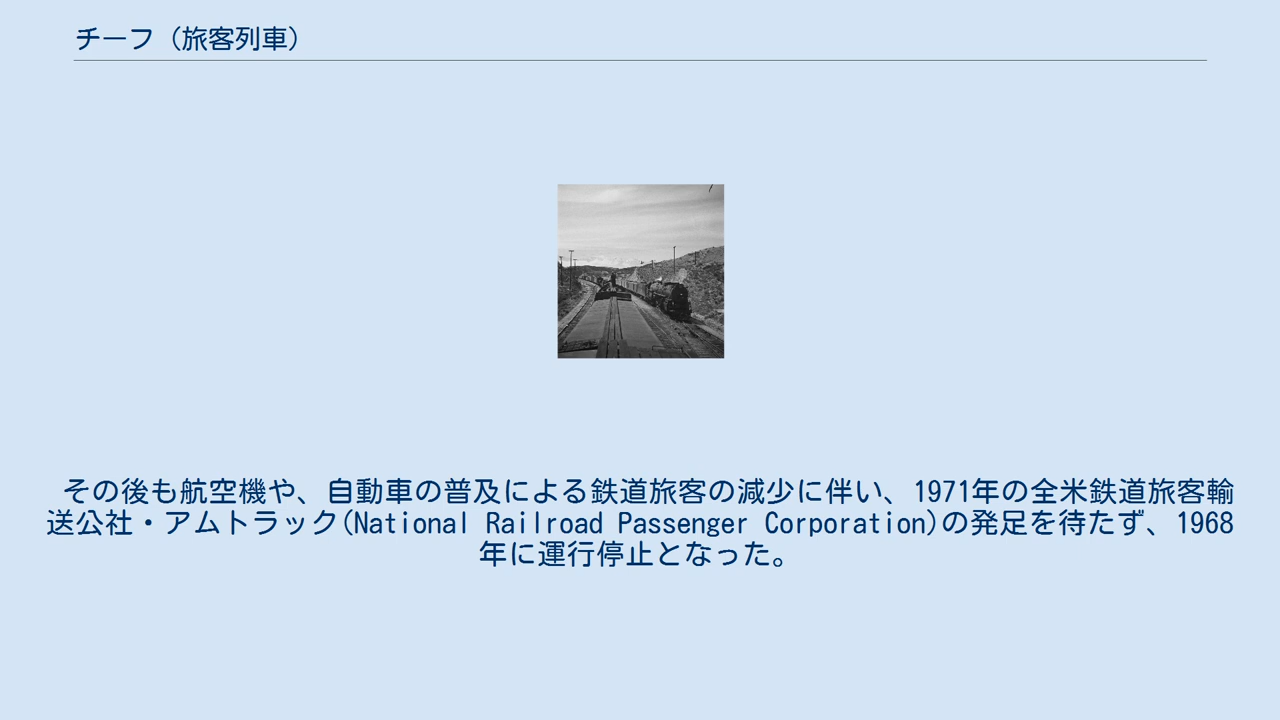 チーフ（旅客列車）
その後も航空機や、自動車の普及による鉄道旅客の減少に伴い、1971年の全米鉄道旅客輸
送公社・アムトラック(National Railroad Passenger Corporation)の発足を待たず、1968
年に運行停止となった。